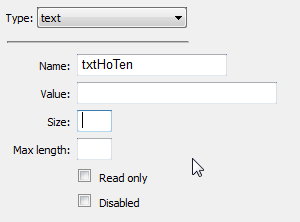 Type: text
Name: txtHoTen
Value:
Size:
Max length:
Read only
Disabled